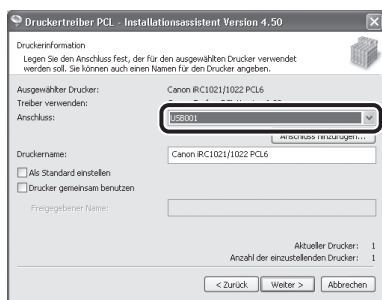 Druckertreiber PCL - Installationsassistent Version 4.50
Druckerinformation
Legen Sie den Anschluss fest, der für den ausgewählten Drucker verwendet
werden soll. Sie können auch einen Namen für den Drucker angeben.
Ausgewählter Drucker: Canon iRC1021/1022 PCL6
Treiber verwenden:
Anschluss: USB001
Anschluss hinzufügen...
Druckername: Canon iRC1021/1022 PCL6
Als Standard einstellen
Drucker gemeinsam benutzen
Freigegebener Name:
Aktueller Drucker: 1
Anzahl der einzustellenden Drucker: 1
< Zurück Weiter > Abbrechen